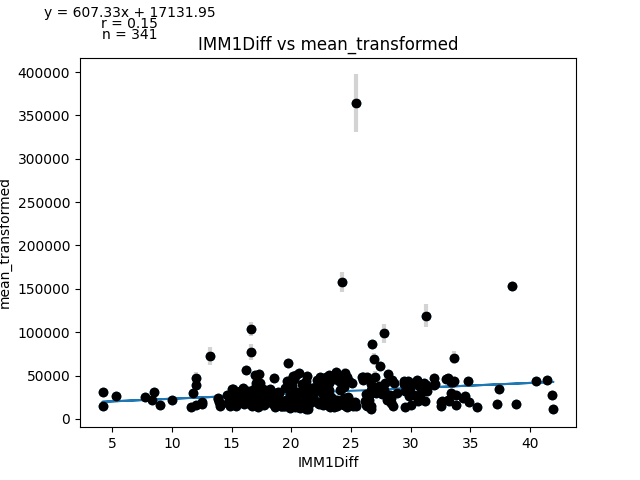 y = 607.33x + 17131.95
r = 0.15
n = 341
IMM1Diff vs mean_transformed
400000
350000
300000
250000
200000
150000
100000
50000
0
mean_transformed
5 10 15 20 25 30 35 40
IMM1Diff